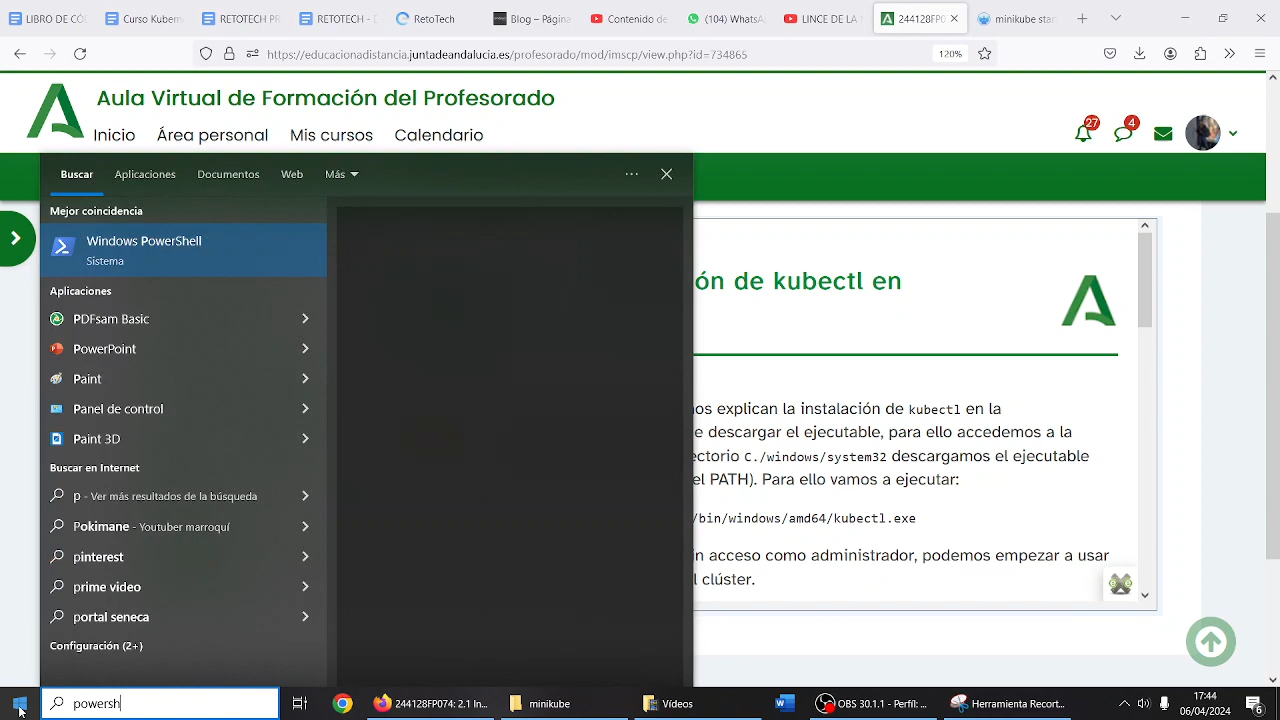 LIBRO DE CO
Curso Kubern
RETOTECH PR
RETOTECH - D
RetoTech
Blog – Página
Contenido de
(104) WhatsA
LINCE DE LA
244128FP0
minikube star
https://educacionadistancia.juntadeandalucia.es/profesorado/mod/imscp/view.php?id=734865
120%
Aula Virtual de Formación del Profesorado
Inicio Área personal Mis cursos Calendario
27
4
Buscar Aplicaciones Documentos Web Más
Mejor coincidencia
Windows PowerShell
Sistema
Aplicaciones
PDFsam Basic
PowerPoint
Paint
Panel de control
Paint 3D
Buscar en Internet
p - Ver más resultados de la búsqueda
Pokimane - Youtuber marroquí
pinterest
prime video
portal seneca
Configuración (2+)
ón de kubectl en
os explican la instalación de kubectl en la
e descargar el ejecutable, para ello accedemos a la
ectorio c./windows/system32 descargamos el ejecutable
el PATH). Para ello vamos a ejecutar:
/bin/windows/amd64/kubectl.exe
n acceso como administrador, podemos empezar a usar
l clúster.
powersh
244128FP074: 2.1 In...
minikube
Vídeos
OBS 30.1.1 - Perfil: ...
Herramienta Recor...
17:44
06/04/2024
6